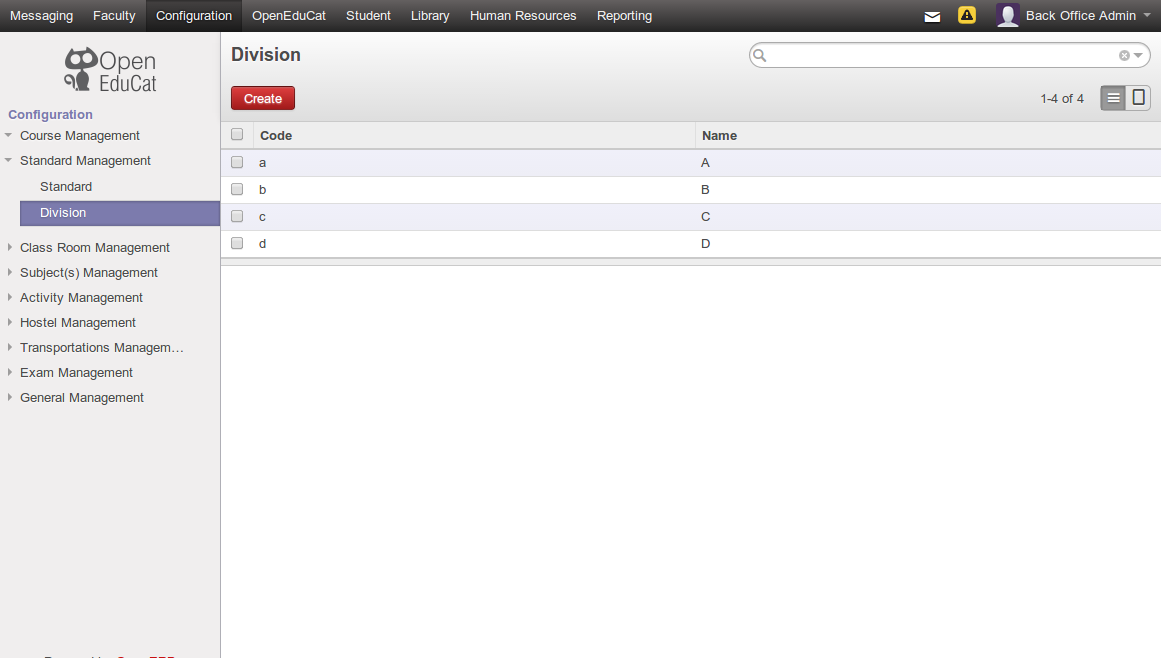 Messaging Faculty Configuration OpenEduCat Student Library Human Resources Reporting Back Office Admin
Open
EduCat
Configuration
Course Management
Standard Management
Standard
Division
Class Room Management
Subject(s) Management
Activity Management
Hostel Management
Transportations Managem…
Exam Management
General Management
Division
Create 1-4 of 4
Code Name
a A
b B
c C
d D